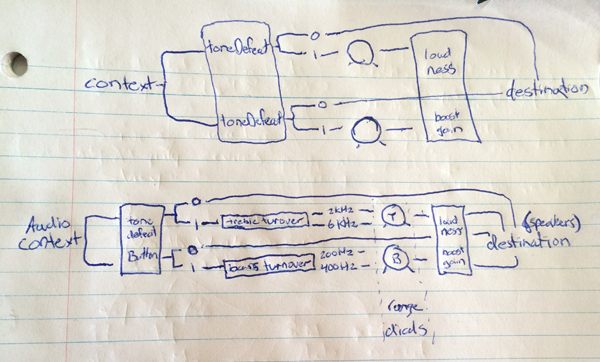 0
toneDefeat
1
loud
ness
context
destination
0
toneDefeat
1
boost
gain
0
Audio
context
tone
defeat
Button
1
treble turnover
2kHz
6kHz
T
loud
ness
(speakers)
destination
0
1
bass turnover
200Hz
400Hz
B
boost
gain
range
dials